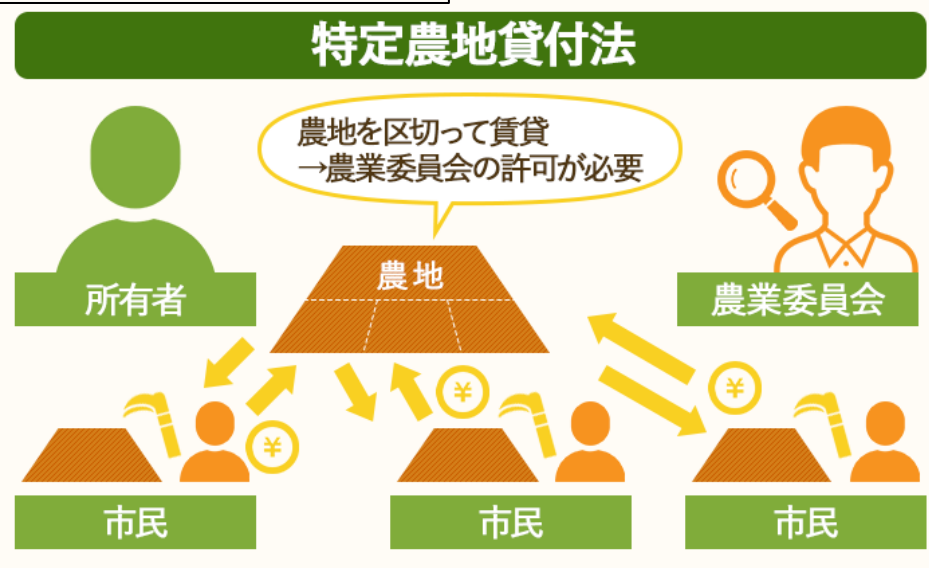 特定農地貸付法
農地を区切って賃貸
→農業委員会の許可が必要
農地
所有者
農業委員会
¥
¥
¥
市民
市民
市民